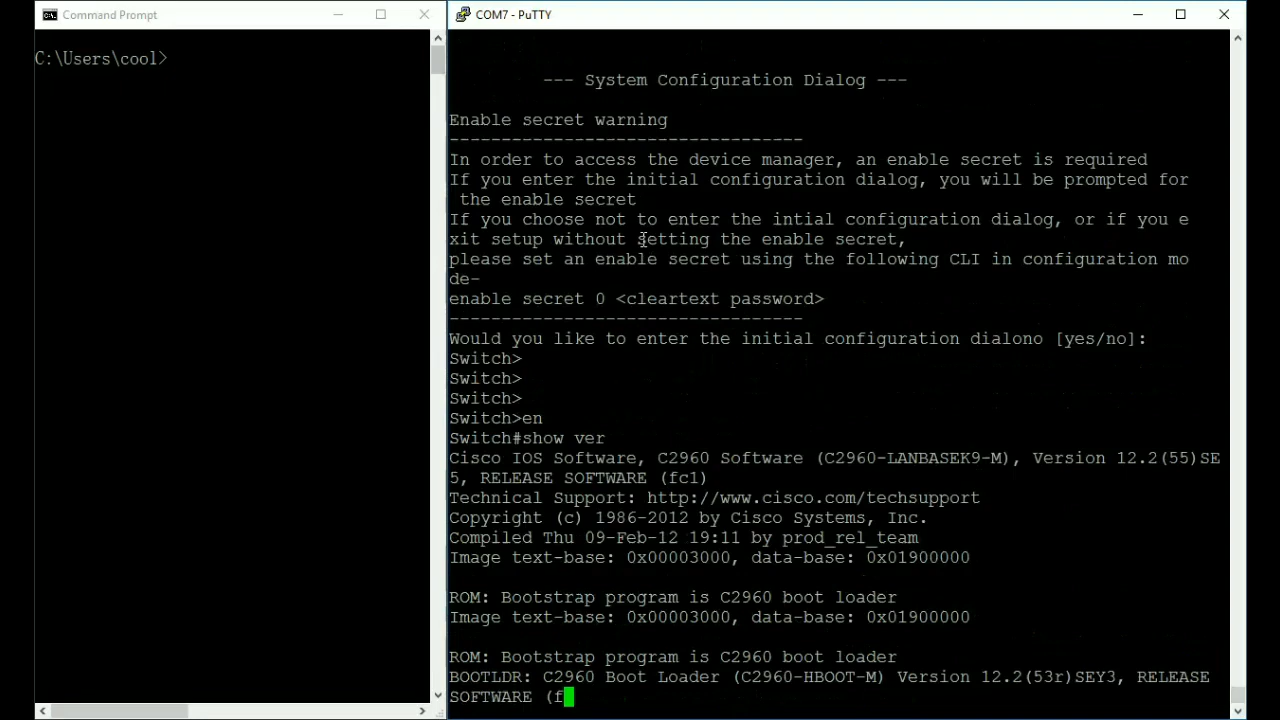 Command Prompt
C:\Users\cool>
COM7 - PuTTY
--- System Configuration Dialog ---
Enable secret warning
----------------------------------
In order to access the device manager, an enable secret is required
If you enter the initial configuration dialog, you will be prompted for
the enable secret
If you choose not to enter the intial configuration dialog, or if you e
xit setup without setting the enable secret,
please set an enable secret using the following CLI in configuration mo
de-
enable secret 0 <cleartext password>
----------------------------------
Would you like to enter the initial configuration dialono [yes/no]:
Switch>
Switch>
Switch>
Switch>en
Switch#show ver
Cisco IOS Software, C2960 Software (C2960-LANBASEK9-M), Version 12.2(55)SE
5, RELEASE SOFTWARE (fc1)
Technical Support: http://www.cisco.com/techsupport
Copyright (c) 1986-2012 by Cisco Systems, Inc.
Compiled Thu 09-Feb-12 19:11 by prod_rel_team
Image text-base: 0x00003000, data-base: 0x01900000
ROM: Bootstrap program is C2960 boot loader
Image text-base: 0x00003000, data-base: 0x01900000
ROM: Bootstrap program is C2960 boot loader
BOOTLDR: C2960 Boot Loader (C2960-HBOOT-M) Version 12.2(53r)SEY3, RELEASE
SOFTWARE (f